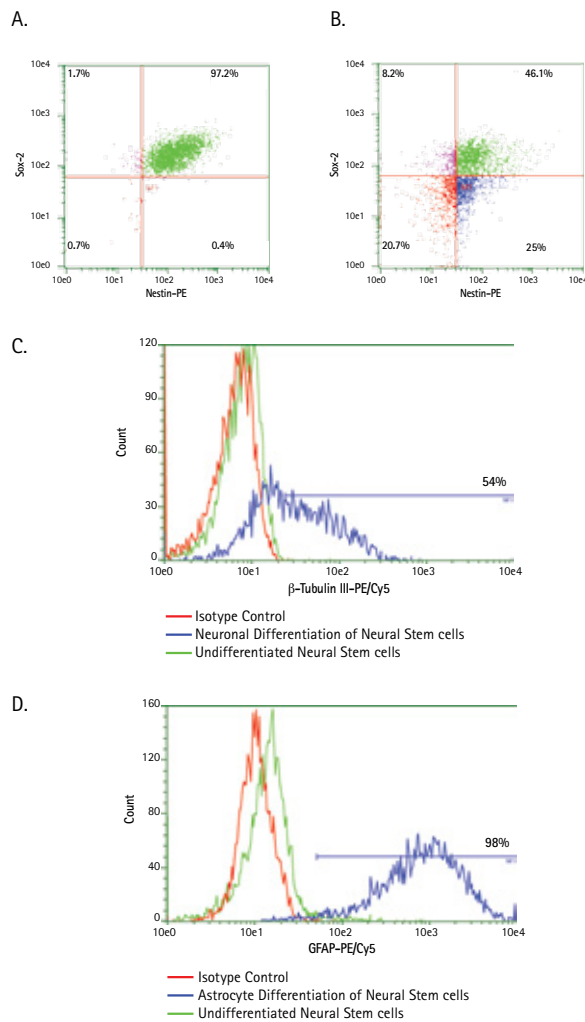 A.
1.7% 97.2%
10e4
10e3
10e2
10e1
10e0
Sox-2
0.7% 0.4%
10e0 10e1 10e2 10e3 10e4
Nestin-PE
B.
8.2% 46.1%
10e4
10e3
10e2
10e1
10e0
Sox-2
20.7% 25%
10e0 10e1 10e2 10e3 10e4
Nestin-PE
C.
120
90
60
30
0
Count
54%
10e0 10e1 10e2 10e3 10e4
β-Tubulin III-PE/Cy5
Isotype Control
Neuronal Differentiation of Neural Stem cells
Undifferentiated Neural Stem cells
D.
160
120
80
40
0
Count
98%
10e0 10e1 10e2 10e3 10e4
GFAP-PE/Cy5
Isotype Control
Astrocyte Differentiation of Neural Stem cells
Undifferentiated Neural Stem cells